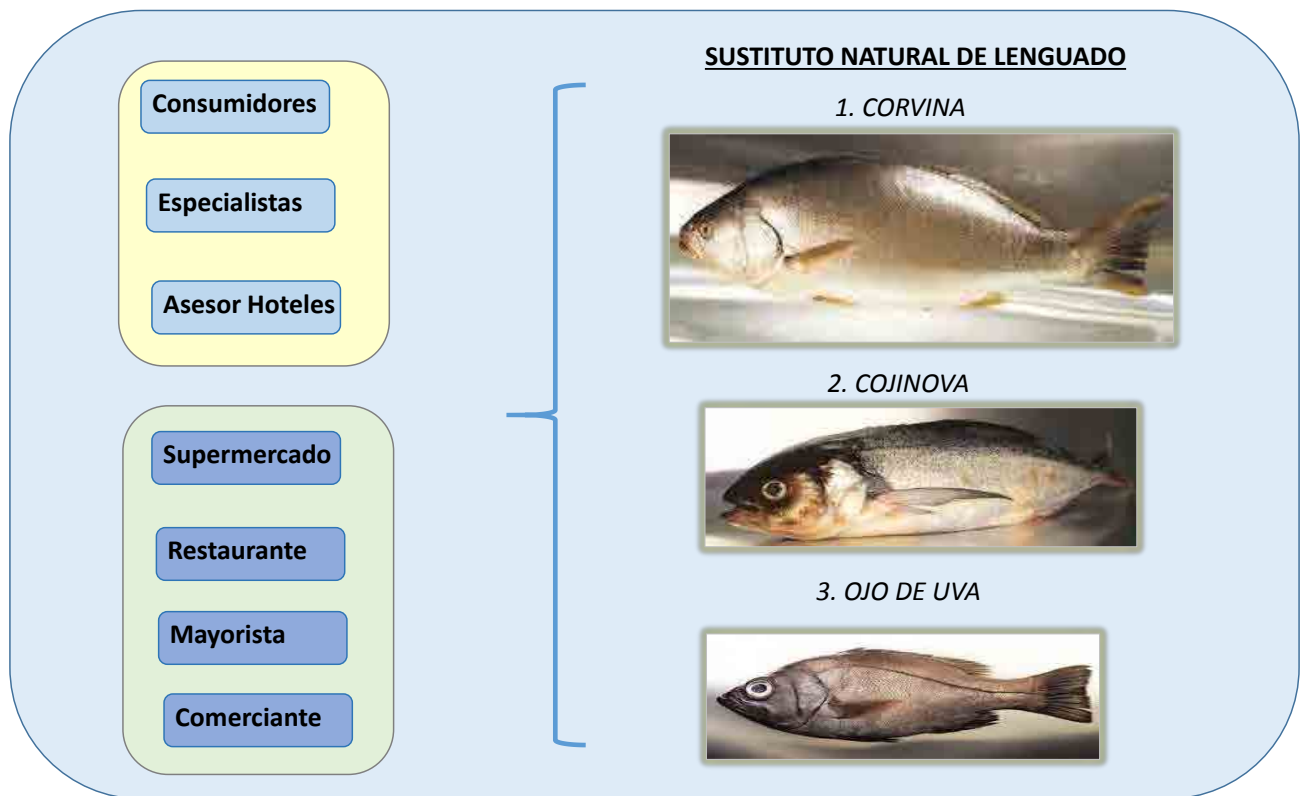 Consumidores
Especialistas
Asesor Hoteles
Supermercado
Restaurante
Mayorista
Comerciante
SUSTITUTO NATURAL DE LENGUADO
1. CORVINA
2. COJINOVA
3. OJO DE UVA